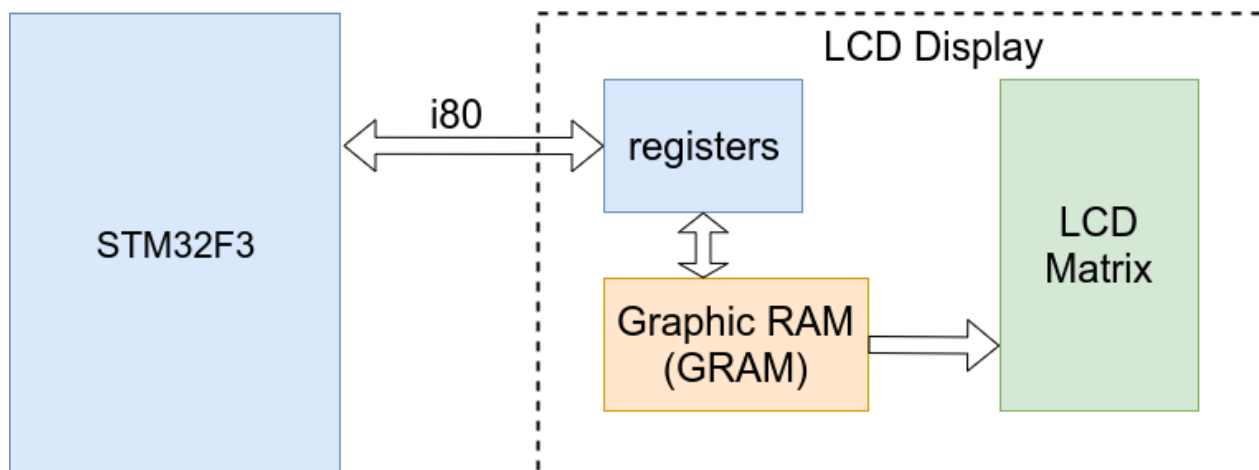 LCD Display
i80
registers
STM32F3
LCD
Matrix
Graphic RAM
(GRAM)